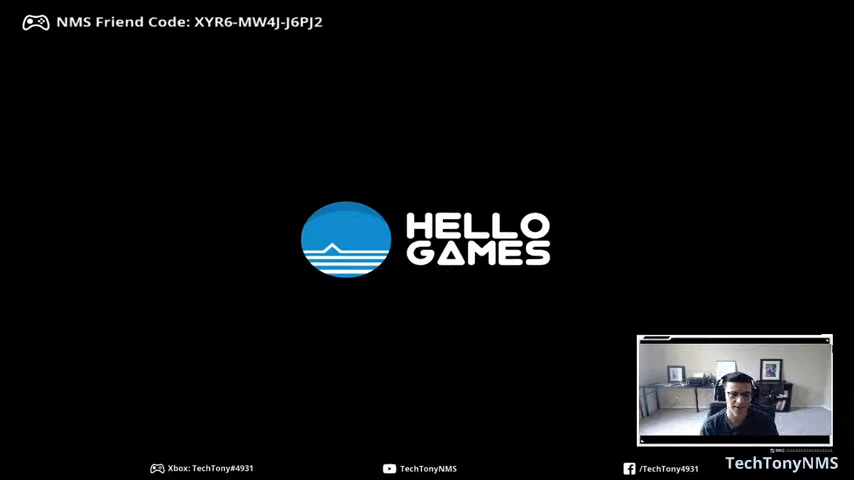 NMS Friend Code: XYR6-MW4J-J6PJ2
HELLO
GAMES
Xbox: TechTony#4931
TechTonyNMS
/TechTony4931
TechTonyNMS